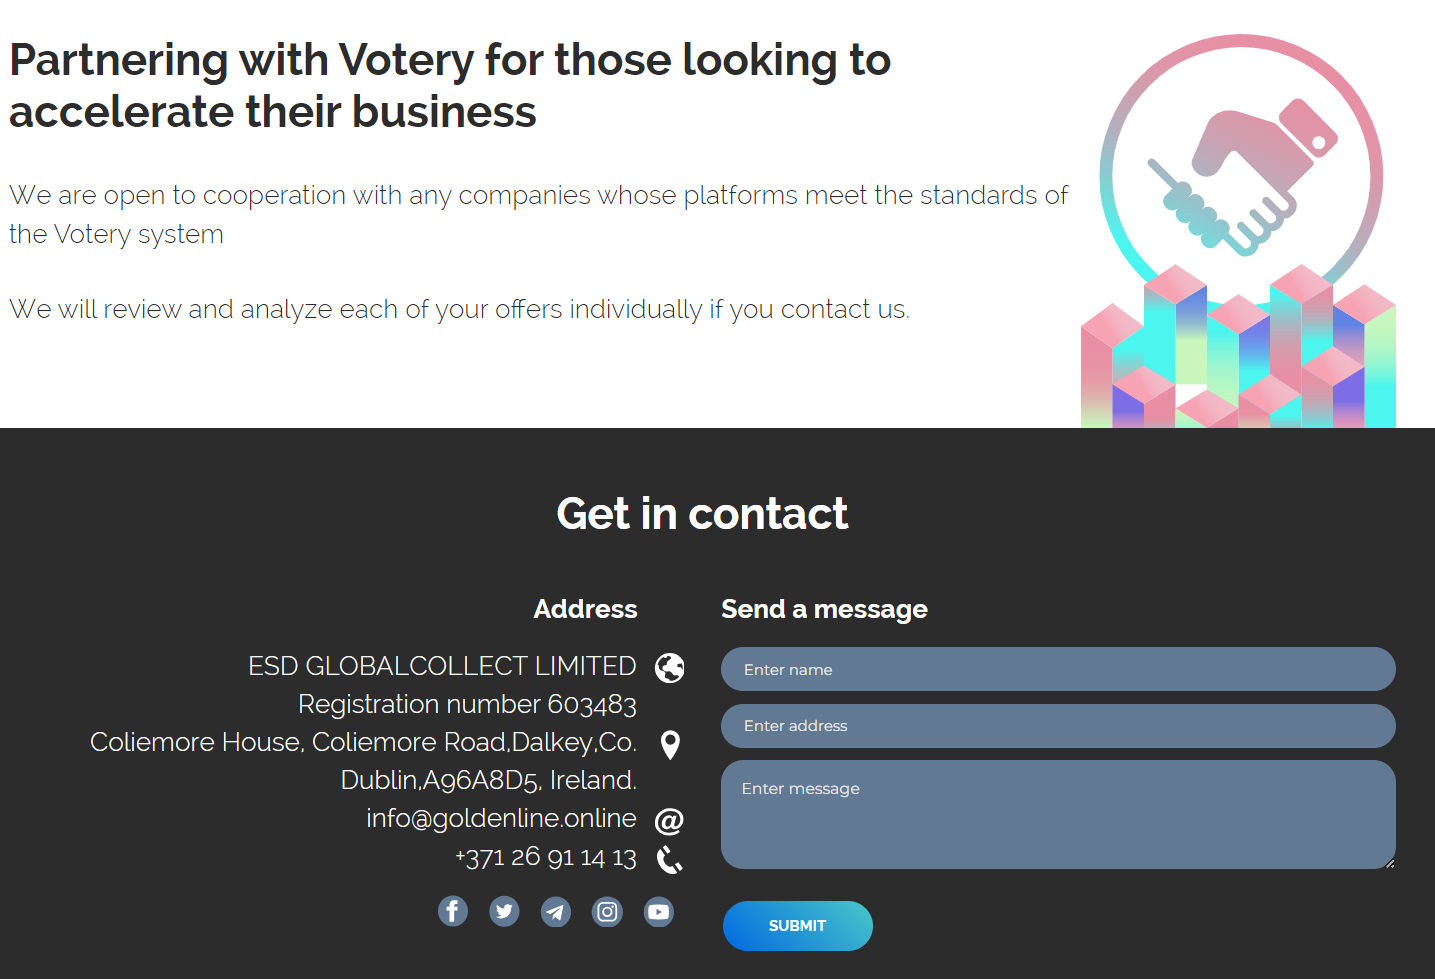 Partnering with Votery for those looking to
accelerate their business
We are open to cooperation with any companies whose platforms meet the standards of
the Votery system
We will review and analyze each of your offers individually if you contact us.
Get in contact
Address
ESD GLOBALCOLLECT LIMITED
Registration number 603483
Coliemore House, Coliemore Road,Dalkey,Co.
Dublin,A96A8D5, Ireland.
info@goldenline.online
+371 26 91 14 13
Send a message
Enter name
Enter address
Enter message
SUBMIT